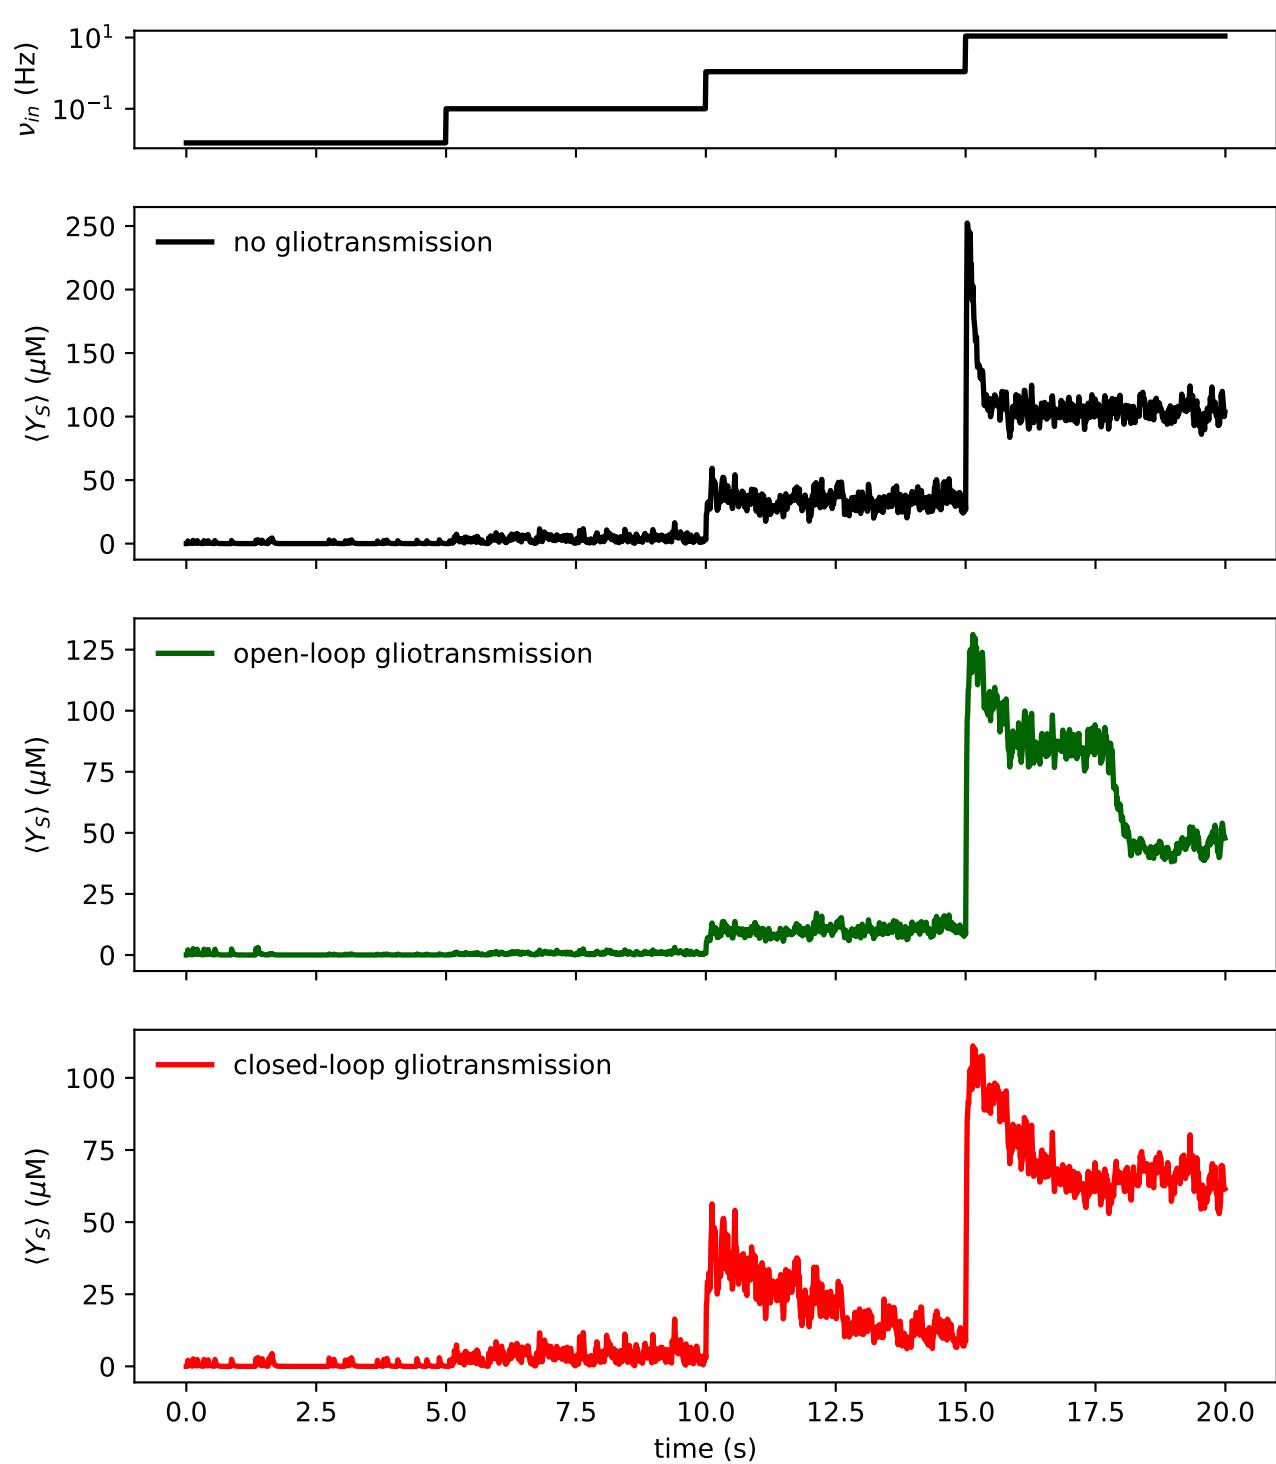 10¹
10⁻¹
ν_in (Hz)
no gliotransmission
250
200
150
100
50
0
⟨Y_S⟩ (μM)
open-loop gliotransmission
125
100
75
50
25
0
⟨Y_S⟩ (μM)
closed-loop gliotransmission
100
75
50
25
0
⟨Y_S⟩ (μM)
0.0 2.5 5.0 7.5 10.0 12.5 15.0 17.5 20.0
time (s)